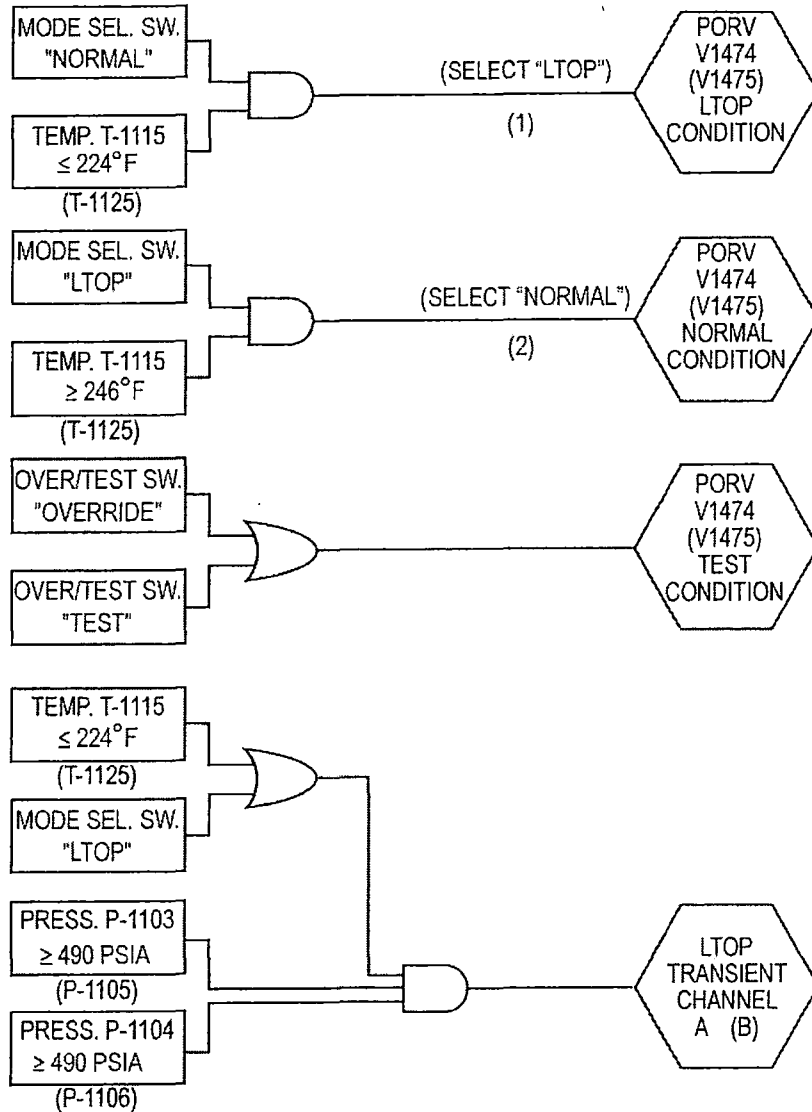 MODE SEL. SW.
"NORMAL"
TEMP. T-1115
≤ 224°F
(T-1125)
(SELECT "LTOP")
(1)
PORV
V1474
(V1475)
LTOP
CONDITION
MODE SEL. SW.
"LTOP"
TEMP. T-1115
≥ 246°F
(T-1125)
(SELECT "NORMAL")
(2)
PORV
V1474
(V1475)
NORMAL
CONDITION
OVER/TEST SW.
"OVERRIDE"
OVER/TEST SW.
"TEST"
PORV
V1474
(V1475)
TEST
CONDITION
TEMP. T-1115
≤ 224°F
(T-1125)
MODE SEL. SW.
"LTOP"
PRESS. P-1103
≥ 490 PSIA
(P-1105)
PRESS. P-1104
≥ 490 PSIA
(P-1106)
LTOP
TRANSIENT
CHANNEL
A (B)